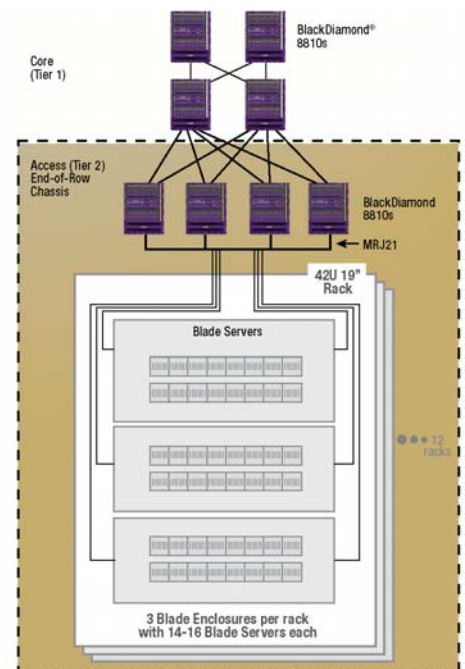 Core
(Tier 1)
BlackDiamond®
8810s
Access (Tier 2)
End-of-Row
Chassis
BlackDiamond
8810s
MRJ21
42U 19"
Rack
Blade Servers
12
racks
3 Blade Enclosures per rack
with 14-16 Blade Servers each